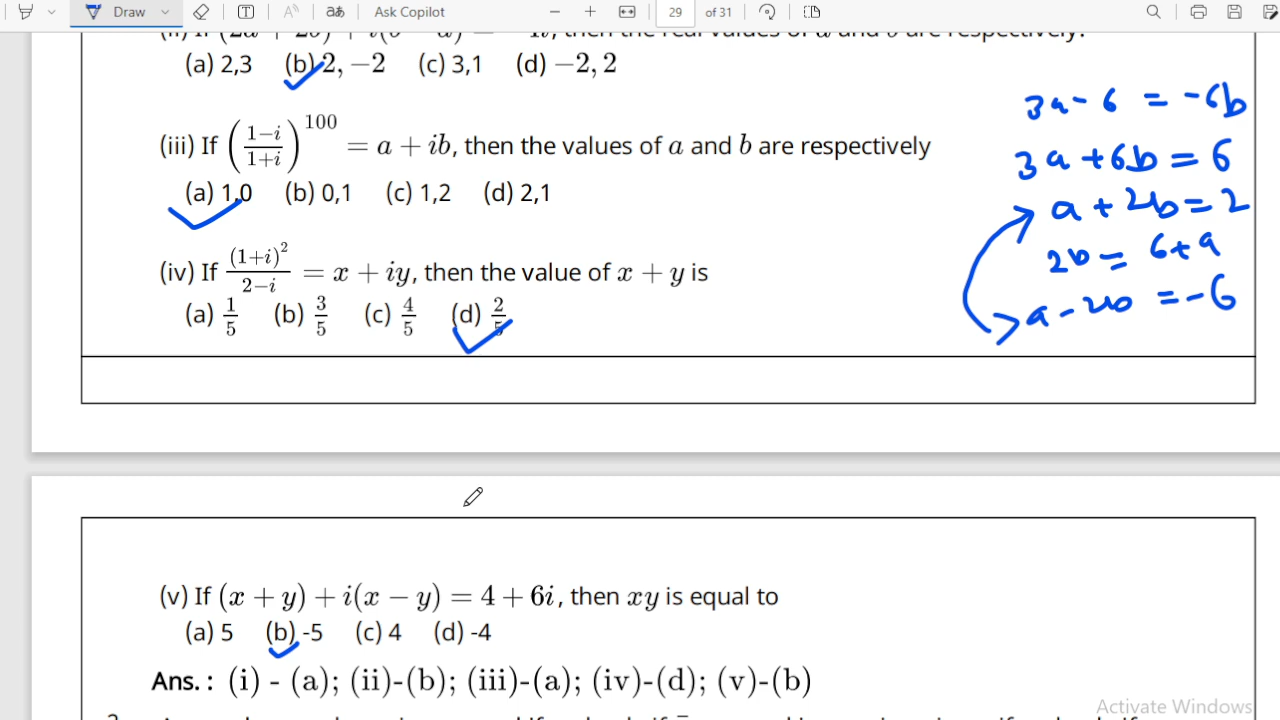 Draw aあ Ask Copilot 29 of 31
(a) 2,3 (b) 2, −2 (c) 3,1 (d) −2, 2
(iii) If ((1−i)/(1+i))^100 = a + ib, then the values of a and b are respectively
(a) 1,0 (b) 0,1 (c) 1,2 (d) 2,1
(iv) If (1+i)²/(2−i) = x + iy, then the value of x + y is
(a) 1/5 (b) 3/5 (c) 4/5 (d) 2/5
3a - 6 = -6b
3a + 6b = 6
a + 2b = 2
2b = 6 + a
a - 2b = -6
(v) If (x + y) + i(x − y) = 4 + 6i, then xy is equal to
(a) 5 (b) -5 (c) 4 (d) -4
Ans. : (i) - (a); (ii)-(b); (iii)-(a); (iv)-(d); (v)-(b)
Activate Windows